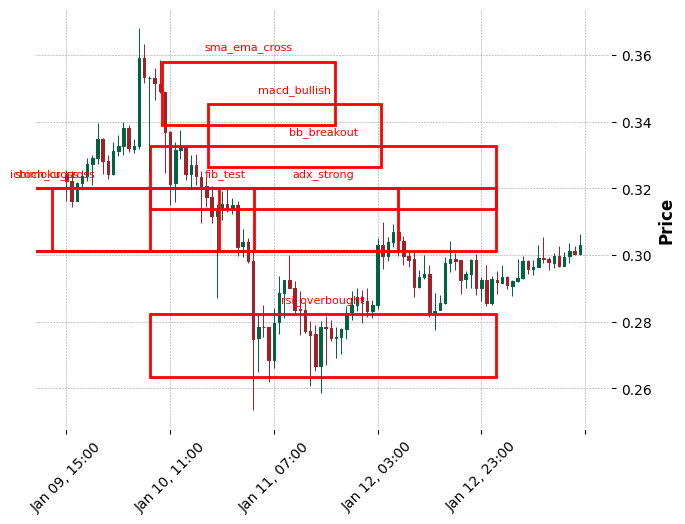 sma_ema_cross
macd_bullish
bb_breakout
fib_test
adx_strong
rsi_overbought
0.36
0.34
0.32
0.30
0.28
0.26
Price
Jan 09, 15:00
Jan 10, 11:00
Jan 11, 07:00
Jan 12, 03:00
Jan 12, 23:00